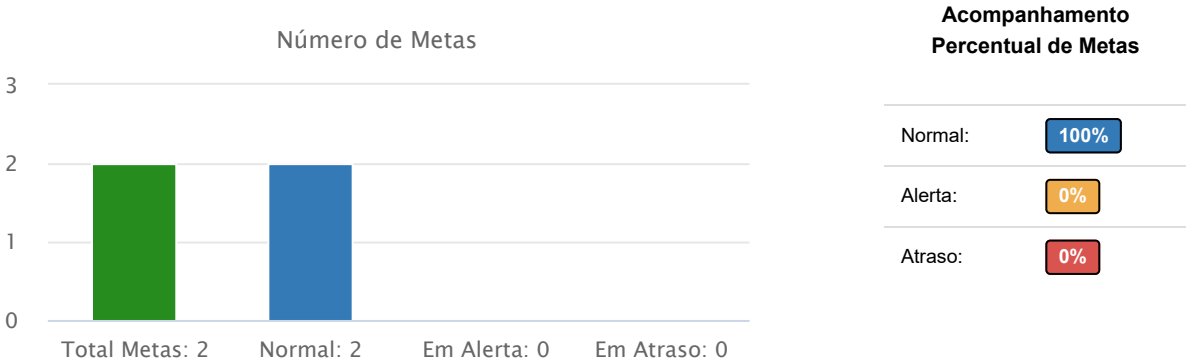 Número de Metas
3
2
1
0
Total Metas: 2
Normal: 2
Em Alerta: 0
Em Atraso: 0
Acompanhamento
Percentual de Metas
Normal: 100%
Alerta: 0%
Atraso: 0%